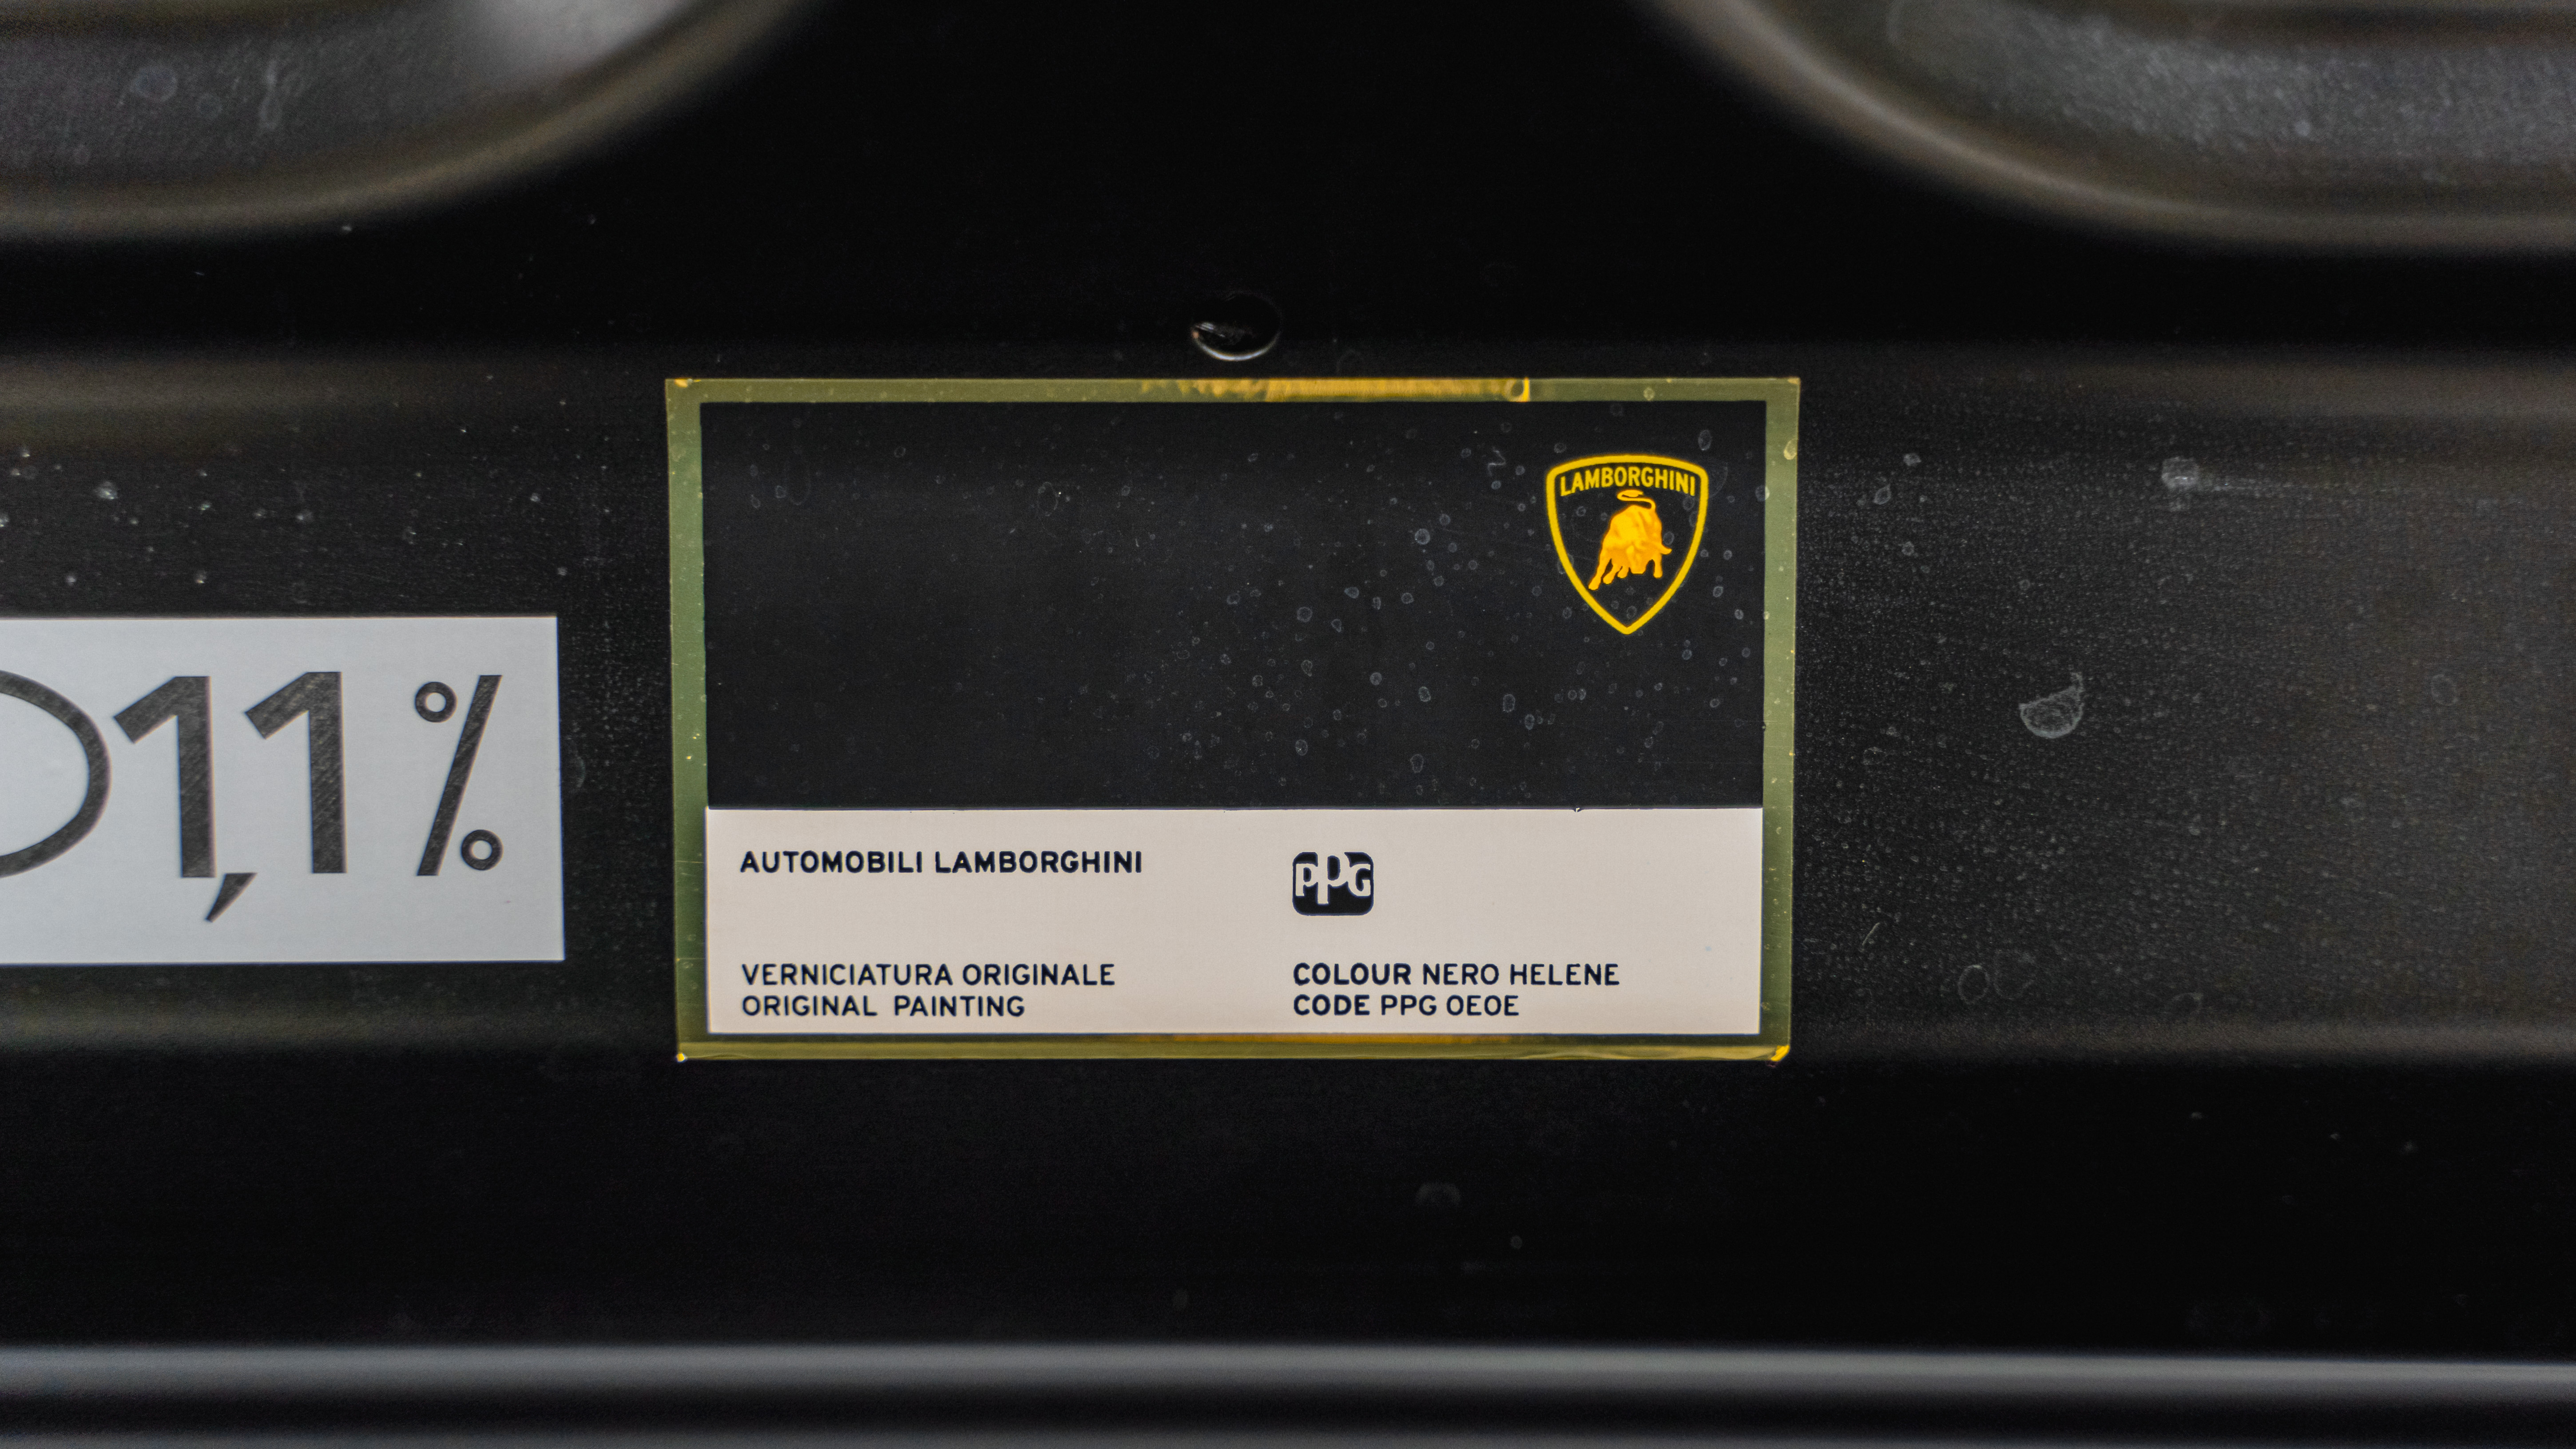 LAMBORGHINI
1,1 %
AUTOMOBILI LAMBORGHINI
PPG
VERNICIATURA ORIGINALE
ORIGINAL PAINTING
COLOUR NERO HELENE
CODE PPG 0E0E